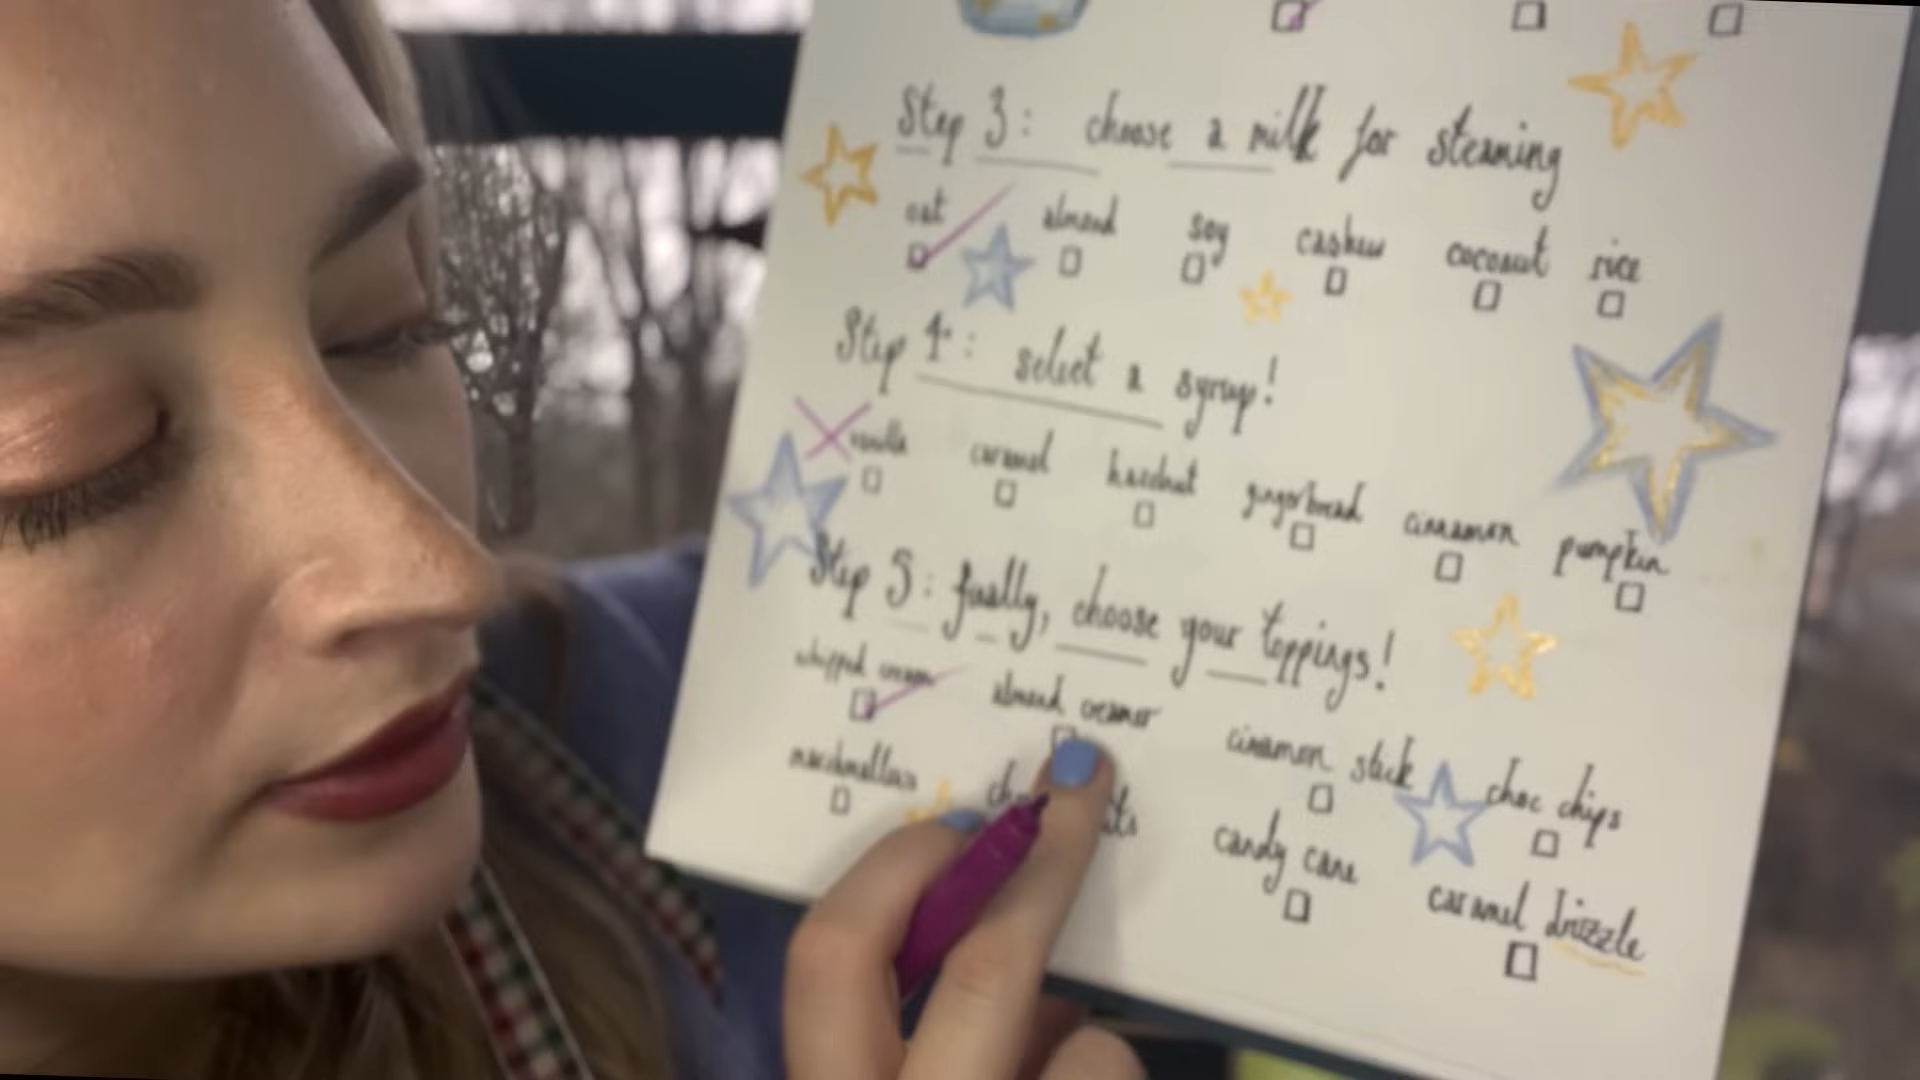 Step 3: choose a milk for steaming
oat almond soy cashew coconut rice
Step 4: select a syrup!
vanilla caramel hazelnut gingerbread cinnamon pumpkin
Step 5: finally, choose your toppings!
whipped cream almond creamer cinnamon stick choc chips
marshmallows candy cane caramel drizzle